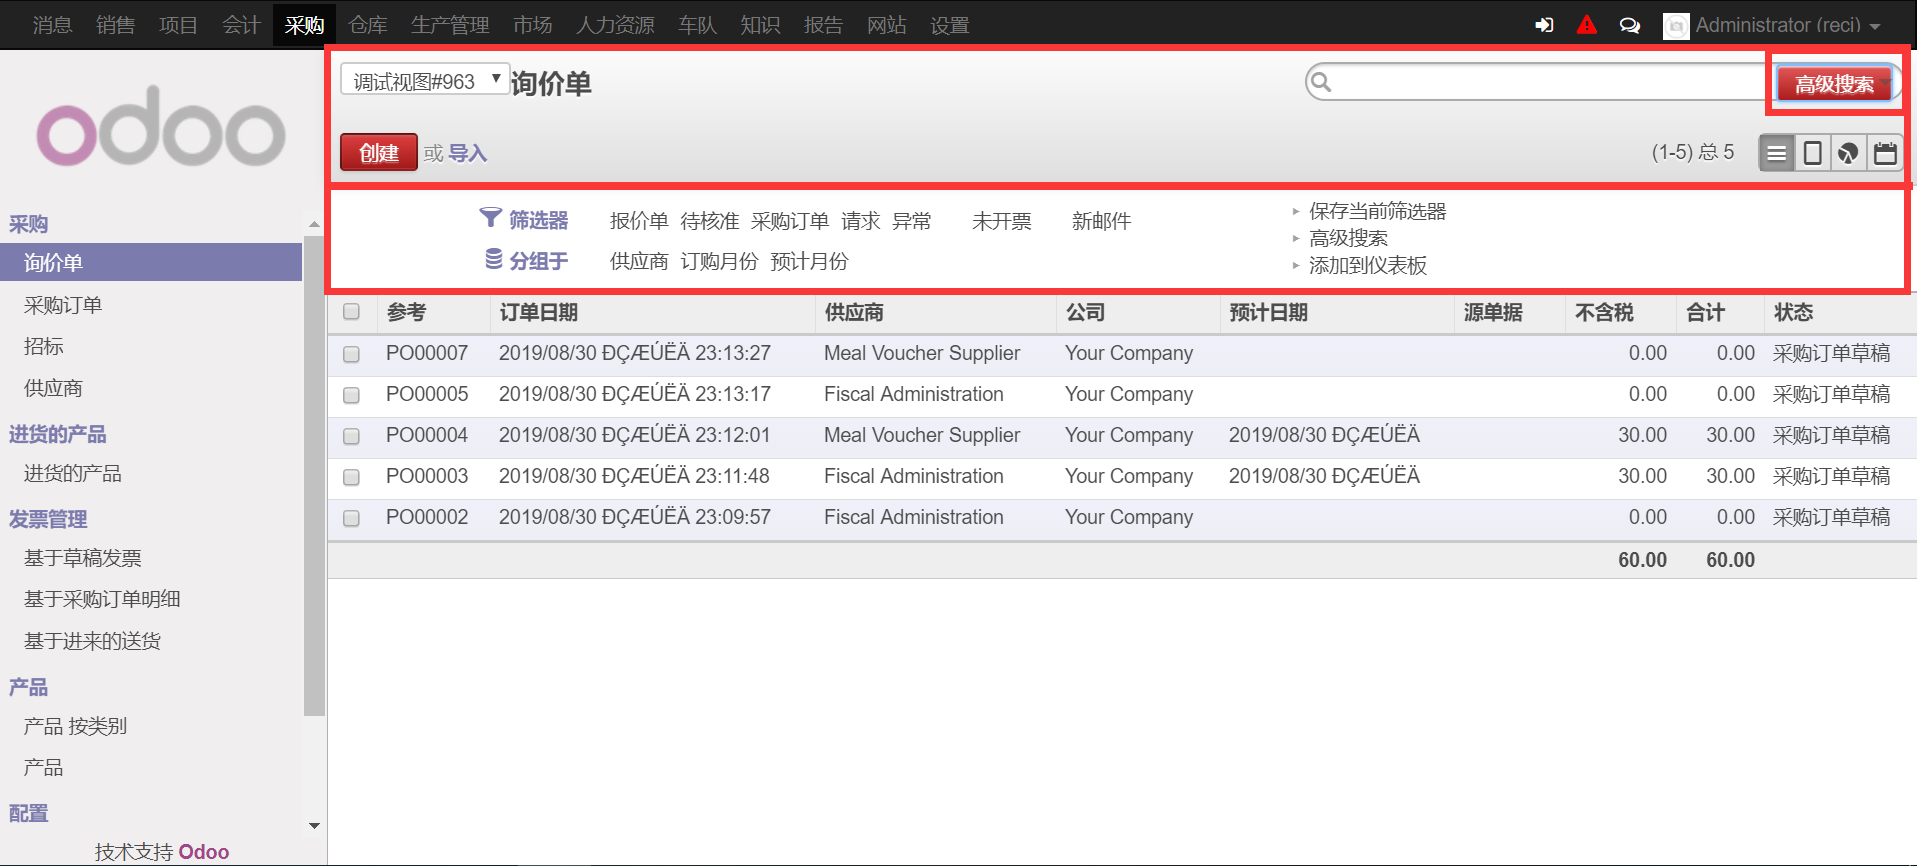 消息 销售 项目 会计 采购 仓库 生产管理 市场 人力资源 车队 知识 报告 网站 设置 Administrator (reci)
调试视图#963 询价单 高级搜索
创建 或 导入 (1-5) 总 5
筛选器 报价单 待核准 采购订单 请求 异常 未开票 新邮件
分组于 供应商 订购月份 预计月份
保存当前筛选器
高级搜索
添加到仪表板
odoo
采购
询价单
采购订单
招标
供应商
进货的产品
进货的产品
发票管理
基于草稿发票
基于采购订单明细
基于进来的送货
产品
产品 按类别
产品
配置
技术支持 Odoo
参考 订单日期 供应商 公司 预计日期 源单据 不含税 合计 状态
PO00007 2019/08/30 ÐÇÆÚËÄ 23:13:27 Meal Voucher Supplier Your Company 0.00 0.00 采购订单草稿
PO00005 2019/08/30 ÐÇÆÚËÄ 23:13:17 Fiscal Administration Your Company 0.00 0.00 采购订单草稿
PO00004 2019/08/30 ÐÇÆÚËÄ 23:12:01 Meal Voucher Supplier Your Company 2019/08/30 ÐÇÆÚËÄ 30.00 30.00 采购订单草稿
PO00003 2019/08/30 ÐÇÆÚËÄ 23:11:48 Fiscal Administration Your Company 2019/08/30 ÐÇÆÚËÄ 30.00 30.00 采购订单草稿
PO00002 2019/08/30 ÐÇÆÚËÄ 23:09:57 Fiscal Administration Your Company 0.00 0.00 采购订单草稿
60.00 60.00